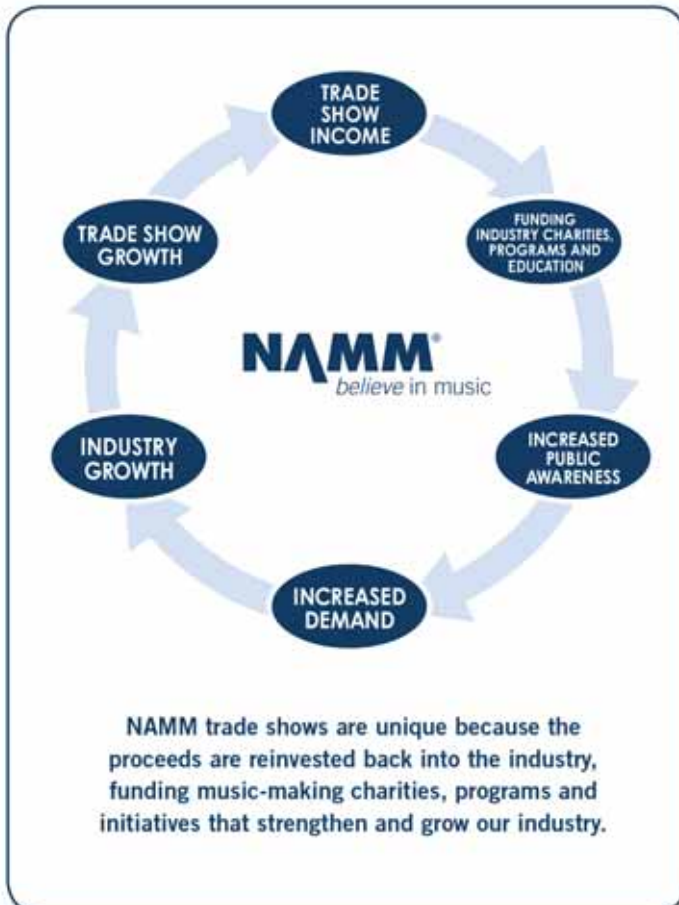 TRADE
SHOW
INCOME
FUNDING
INDUSTRY CHARITIES,
PROGRAMS AND
EDUCATION
INCREASED
PUBLIC
AWARENESS
INCREASED
DEMAND
INDUSTRY
GROWTH
TRADE SHOW
GROWTH
NAMM®
believe in music
NAMM trade shows are unique because the
proceeds are reinvested back into the industry,
funding music-making charities, programs and
initiatives that strengthen and grow our industry.